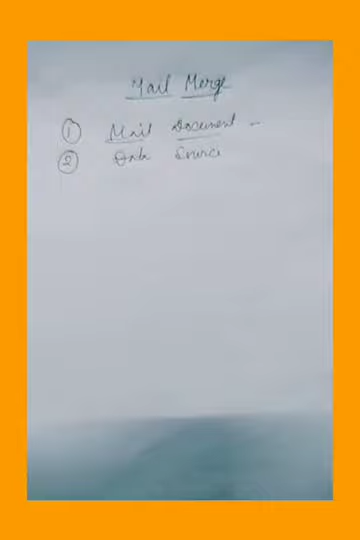 Mail Merge
① Mail Document -
② Data Source